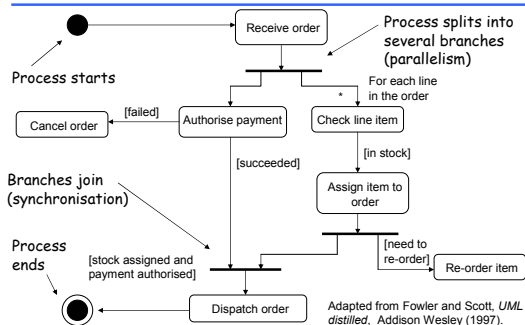 Receive order
Process splits into
several branches
(parallelism)
Process starts
For each line
in the order
*
[failed]
Cancel order
Authorise payment
Check line item
[succeeded]
[in stock]
Branches join
(synchronisation)
Assign item to
order
Process
ends
[stock assigned and
payment authorised]
[need to
re-order]
Re-order item
Dispatch order
Adapted from Fowler and Scott, UML
distilled, Addison Wesley (1997).